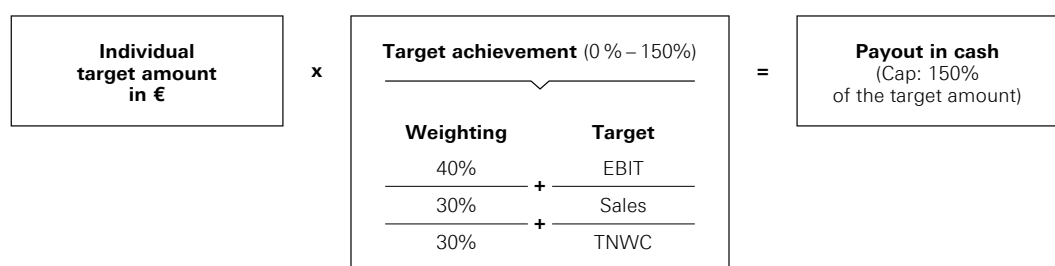 Individual
target amount
in €
x
Target achievement (0 % – 150%)
Weighting Target
40% EBIT
+
30% Sales
+
30% TNWC
=
Payout in cash
(Cap: 150%
of the target amount)